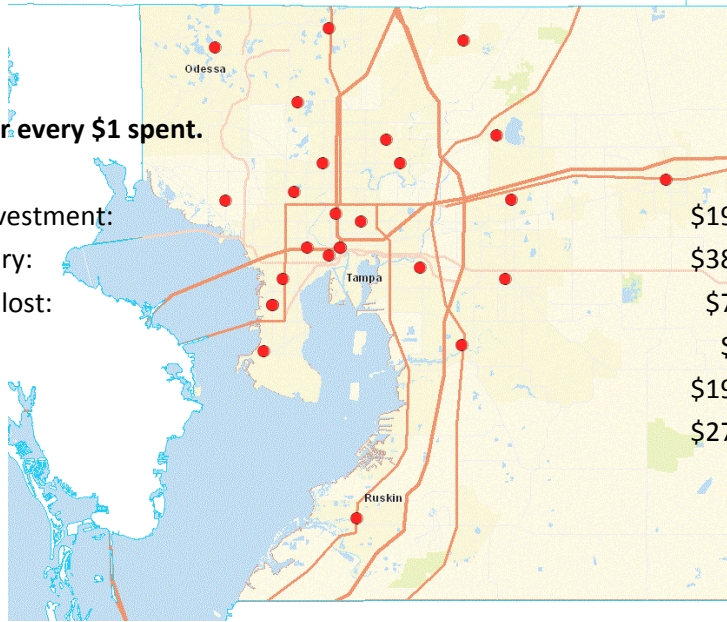 Odessa
r every $1 spent.
vestment:
$19
ry:
$38
lost:
$7
Tampa
$
$19
$27
Ruskin